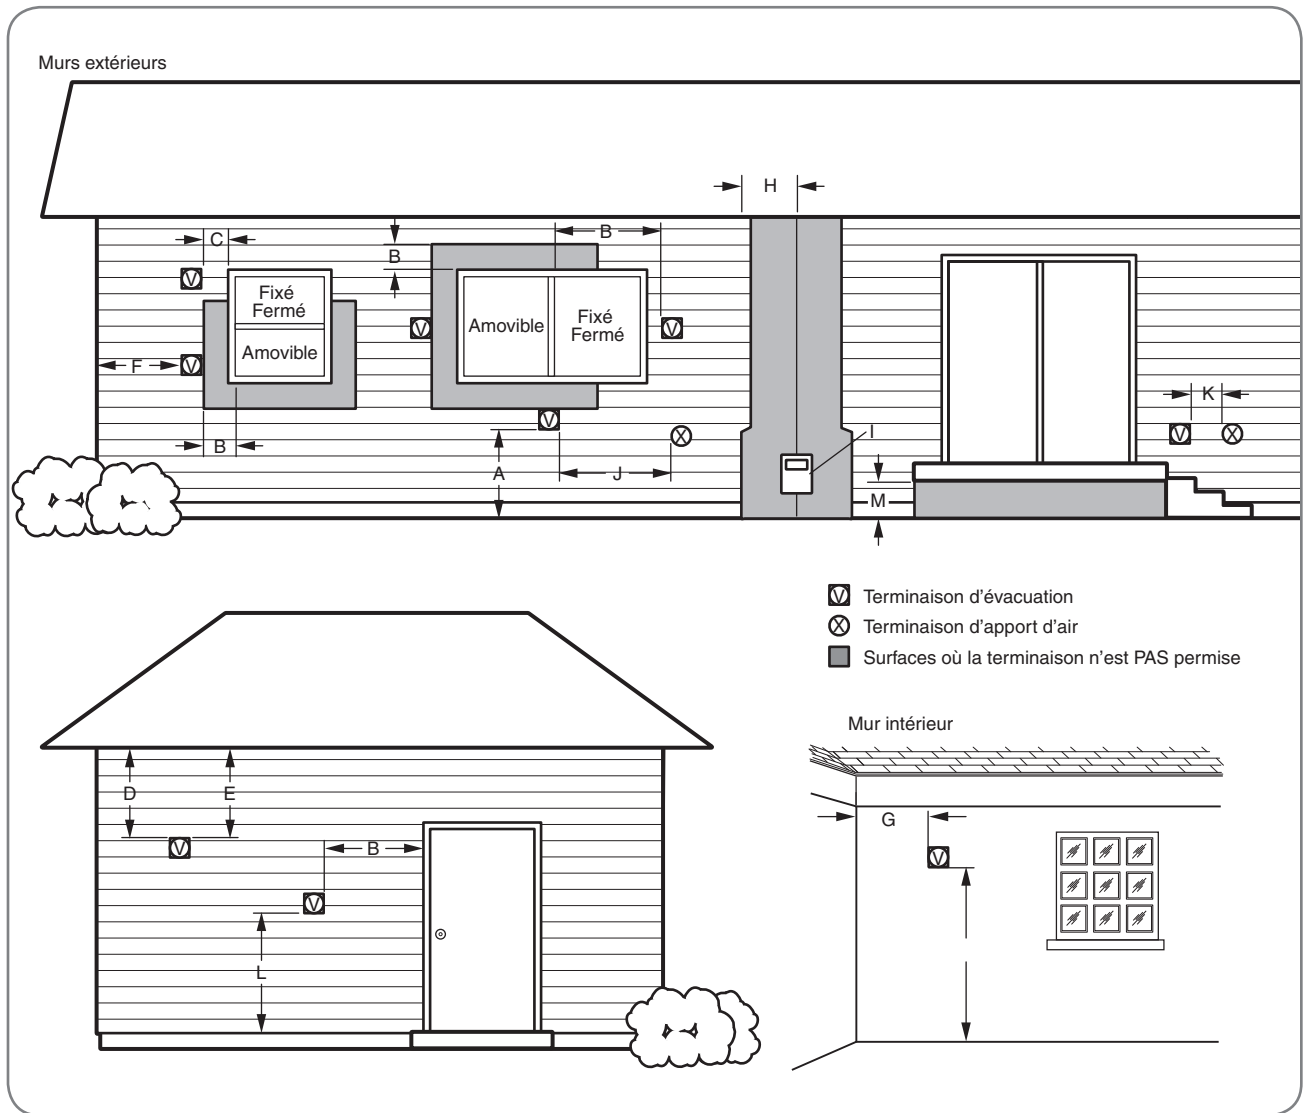 Murs extérieurs
H
C
B
B
V
Fixé
Fermé
Amovible
V
Amovible
Fixé
Fermé
V
F
V
K
V
X
V
X
I
B
A
J
M
V Terminaison d'évacuation
X Terminaison d'apport d'air
Surfaces où la terminaison n'est PAS permise
Mur intérieur
D
E
V
B
V
L
G
V